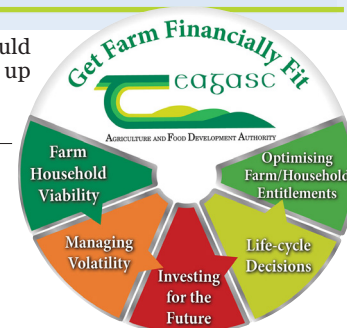 ould
up
Get Farm Financially Fit
eagasc
AGRICULTURE AND FOOD DEVELOPMENT AUTHORITY
Farm
Household
Viability
Optimising
Farm/Household
Entitlements
Managing
Volatility
Life-cycle
Decisions
Investing
for the
Future